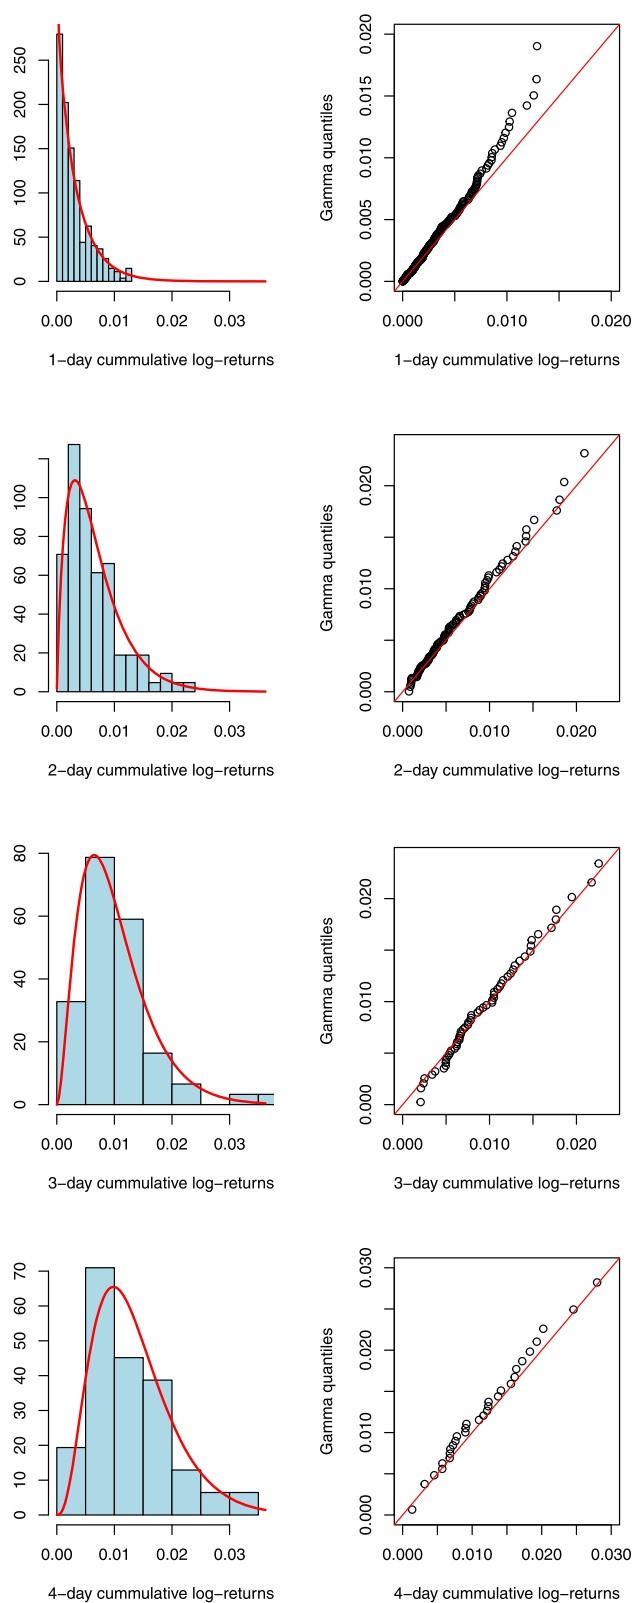 250
200
150
100
50
0
0.00 0.01 0.02 0.03
1−day cummulative log−returns
Gamma quantiles
0.020
0.015
0.010
0.005
0.000
0.000 0.010 0.020
1−day cummulative log−returns
100
80
60
40
20
0
0.00 0.01 0.02 0.03
2−day cummulative log−returns
Gamma quantiles
0.020
0.010
0.000
0.000 0.010 0.020
2−day cummulative log−returns
80
60
40
20
0
0.00 0.01 0.02 0.03
3−day cummulative log−returns
Gamma quantiles
0.020
0.010
0.000
0.000 0.010 0.020
3−day cummulative log−returns
70
60
50
40
30
20
10
0
0.00 0.01 0.02 0.03
4−day cummulative log−returns
Gamma quantiles
0.030
0.020
0.010
0.000
0.000 0.010 0.020 0.030
4−day cummulative log−returns